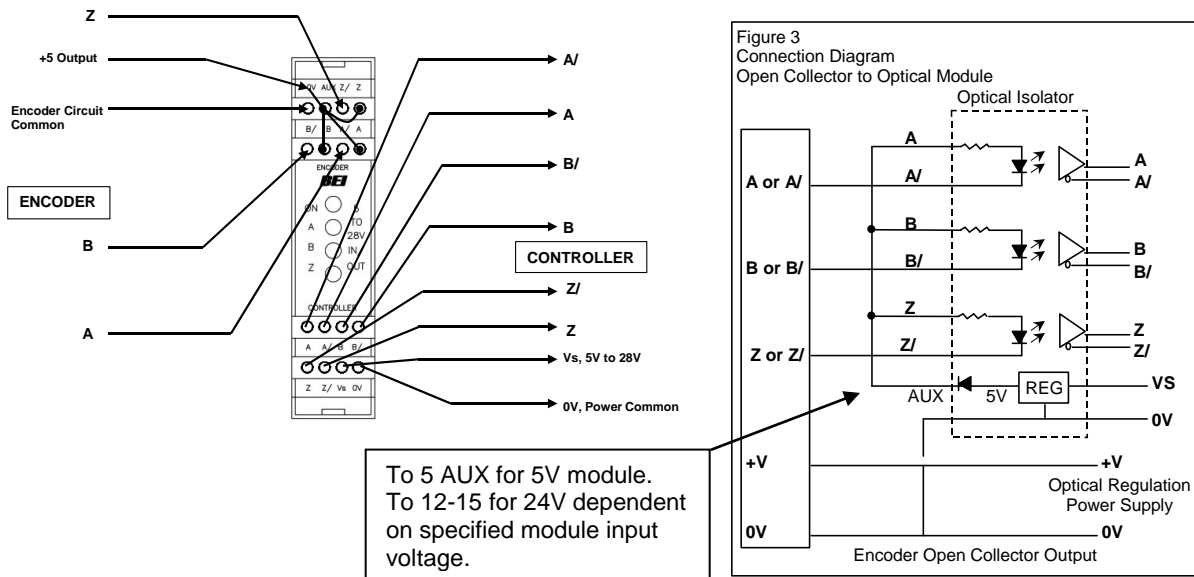 Z
+5 Output
Encoder Circuit
Common
ENCODER
B
A
0V AUX Z/ Z
B/ B A/ A
ENCODER
BEI
ON 5
A TO
28V
B IN
Z OUT
CONTROLLER
A A/ B B/
Z Z/ Vs 0V
A/
A
B/
B
CONTROLLER
Z/
Z
Vs, 5V to 28V
0V, Power Common
To 5 AUX for 5V module.
To 12-15 for 24V dependent
on specified module input
voltage.
Figure 3
Connection Diagram
Open Collector to Optical Module
Optical Isolator
A
A or A/ A/
A
A/
B
B or B/ B/
B
B/
Z
Z or Z/ Z/
Z
Z/
AUX 5V REG VS
0V
+V +V
Optical Regulation
Power Supply
0V 0V
Encoder Open Collector Output